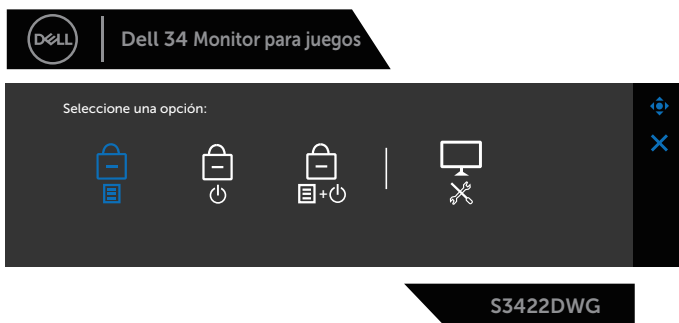 DELL
Dell 34 Monitor para juegos
Seleccione una opción:
S3422DWG